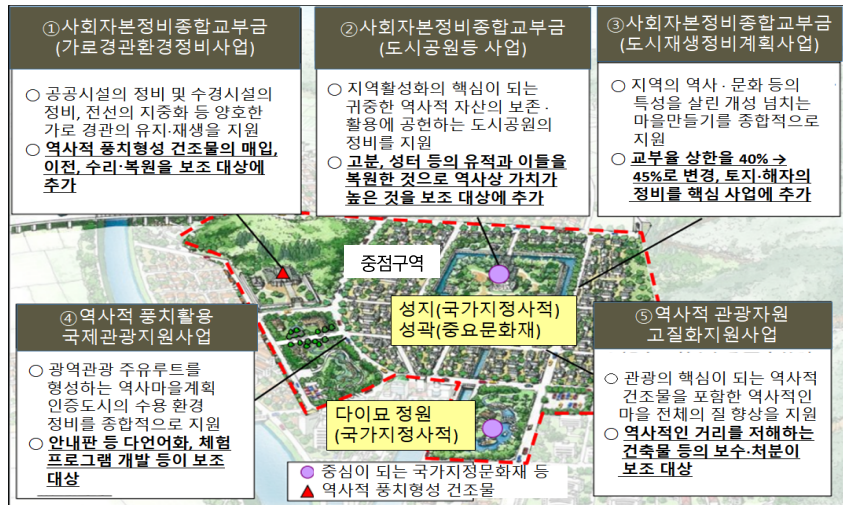 ①사회자본정비종합교부금
(가로경관환경정비사업)
○ 공공시설의 정비 및 수경시설의
정비, 전선의 지중화 등 양호한
가로 경관의 유지·재생을 지원
○ 역사적 풍치형성 건조물의 매입,
이전, 수리·복원을 보조 대상에
추가
②사회자본정비종합교부금
(도시공원등 사업)
○ 지역활성화의 핵심이 되는
귀중한 역사적 자산의 보존·
활용에 공헌하는 도시공원의
정비를 지원
○ 고분, 성터 등의 유적과 이들을
복원한 것으로 역사상 가치가
높은 것을 보조 대상에 추가
③사회자본정비종합교부금
(도시재생정비계획사업)
○ 지역의 역사·문화 등의
특성을 살린 개성 넘치는
마을만들기를 종합적으로
지원
○ 교부율 상한을 40% →
45%로 변경, 토지·해자의
정비를 핵심 사업에 추가
중점구역
성지(국가지정사적)
성곽(중요문화재)
④역사적 풍치활용
국제관광지원사업
○ 광역관광 주유루트를
형성하는 역사마을계획
인증도시의 수용 환경
정비를 종합적으로 지원
○ 안내판 등 다언어화, 체험
프로그램 개발 등이 보조
대상
다이묘 정원
(국가지정사적)
⑤역사적 관광자원
고질화지원사업
○ 관광의 핵심이 되는 역사적
건조물을 포함한 역사적인
마을 전체의 질 향상을 지원
○ 역사적인 거리를 저해하는
건축물 등의 보수·처분이
보조 대상
중심이 되는 국가지정문화재 등
역사적 풍치형성 건조물